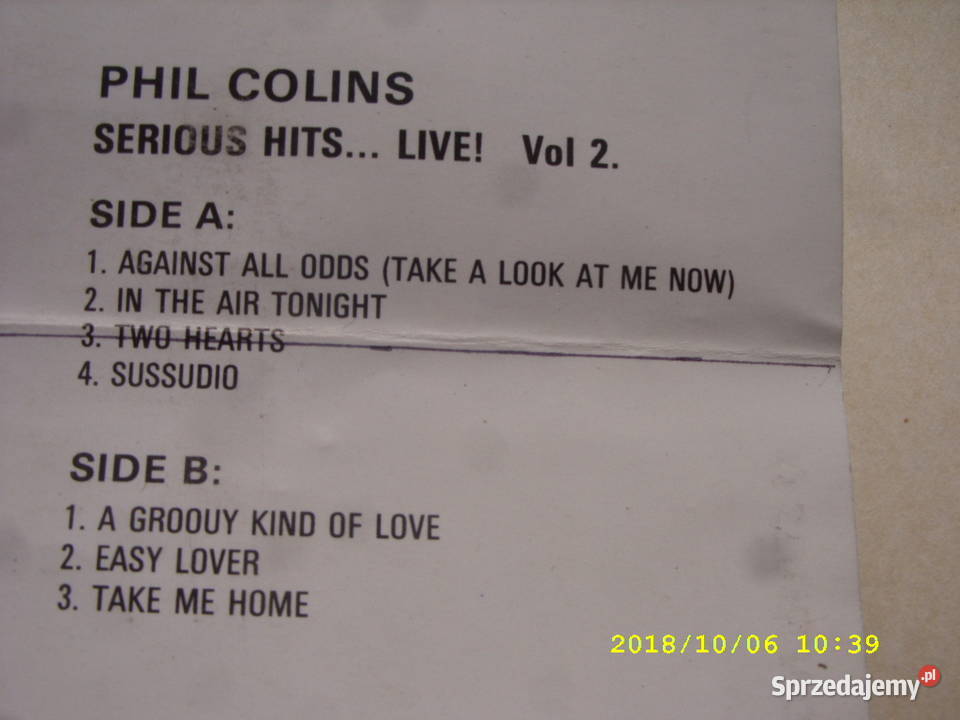 PHIL COLINS
SERIOUS HITS... LIVE! Vol 2.
SIDE A:
1. AGAINST ALL ODDS (TAKE A LOOK AT ME NOW)
2. IN THE AIR TONIGHT
3. TWO HEARTS
4. SUSSUDIO
SIDE B:
1. A GROOUY KIND OF LOVE
2. EASY LOVER
3. TAKE ME HOME
2018/10/06 10:39
Sprzedajemy.pl